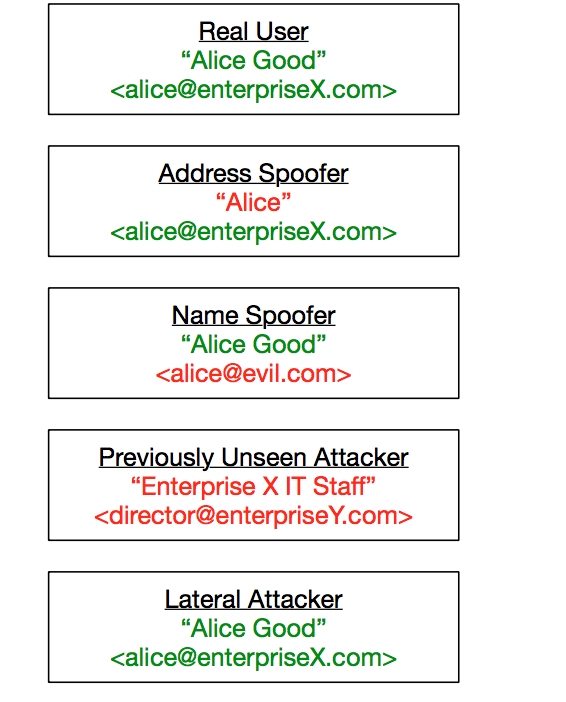 Real User
“Alice Good”
<alice@enterpriseX.com>
Address Spoofer
“Alice”
<alice@enterpriseX.com>
Name Spoofer
“Alice Good”
<alice@evil.com>
Previously Unseen Attacker
“Enterprise X IT Staff”
<director@enterpriseY.com>
Lateral Attacker
“Alice Good”
<alice@enterpriseX.com>